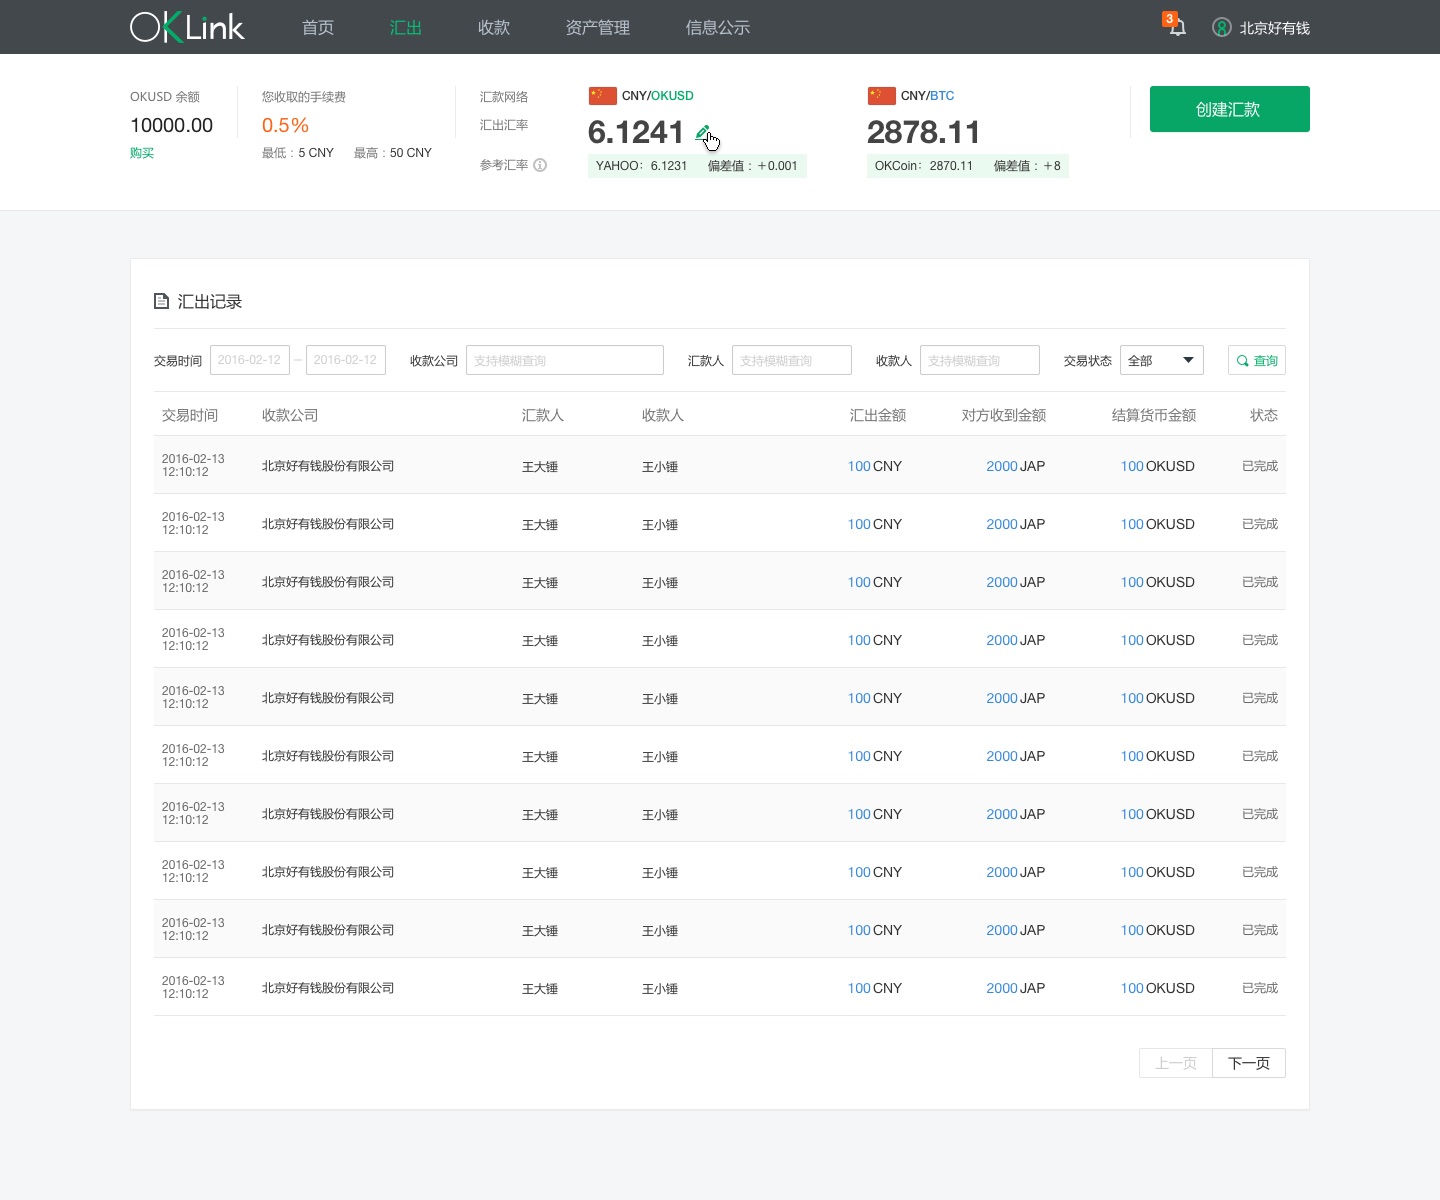 OKLink 首页 汇出 收款 资产管理 信息公示 3 北京好有钱
OKUSD 余额 您收取的手续费 汇款网络 CNY/OKUSD CNY/BTC 创建汇款
10000.00 0.5% 汇出汇率 6.1241 2878.11
购买 最低：5 CNY 最高：50 CNY 参考汇率 YAHOO：6.1231 偏差值：＋0.001 OKCoin：2870.11 偏差值：＋8
汇出记录
交易时间 2016-02-12 – 2016-02-12 收款公司 支持模糊查询 汇款人 支持模糊查询 收款人 支持模糊查询 交易状态 全部 查询
交易时间 收款公司 汇款人 收款人 汇出金额 对方收到金额 结算货币金额 状态
2016-02-13
12:10:12 北京好有钱股份有限公司 王大锤 王小锤 100 CNY 2000 JAP 100 OKUSD 已完成
2016-02-13
12:10:12 北京好有钱股份有限公司 王大锤 王小锤 100 CNY 2000 JAP 100 OKUSD 已完成
2016-02-13
12:10:12 北京好有钱股份有限公司 王大锤 王小锤 100 CNY 2000 JAP 100 OKUSD 已完成
2016-02-13
12:10:12 北京好有钱股份有限公司 王大锤 王小锤 100 CNY 2000 JAP 100 OKUSD 已完成
2016-02-13
12:10:12 北京好有钱股份有限公司 王大锤 王小锤 100 CNY 2000 JAP 100 OKUSD 已完成
2016-02-13
12:10:12 北京好有钱股份有限公司 王大锤 王小锤 100 CNY 2000 JAP 100 OKUSD 已完成
2016-02-13
12:10:12 北京好有钱股份有限公司 王大锤 王小锤 100 CNY 2000 JAP 100 OKUSD 已完成
2016-02-13
12:10:12 北京好有钱股份有限公司 王大锤 王小锤 100 CNY 2000 JAP 100 OKUSD 已完成
2016-02-13
12:10:12 北京好有钱股份有限公司 王大锤 王小锤 100 CNY 2000 JAP 100 OKUSD 已完成
2016-02-13
12:10:12 北京好有钱股份有限公司 王大锤 王小锤 100 CNY 2000 JAP 100 OKUSD 已完成
上一页 下一页